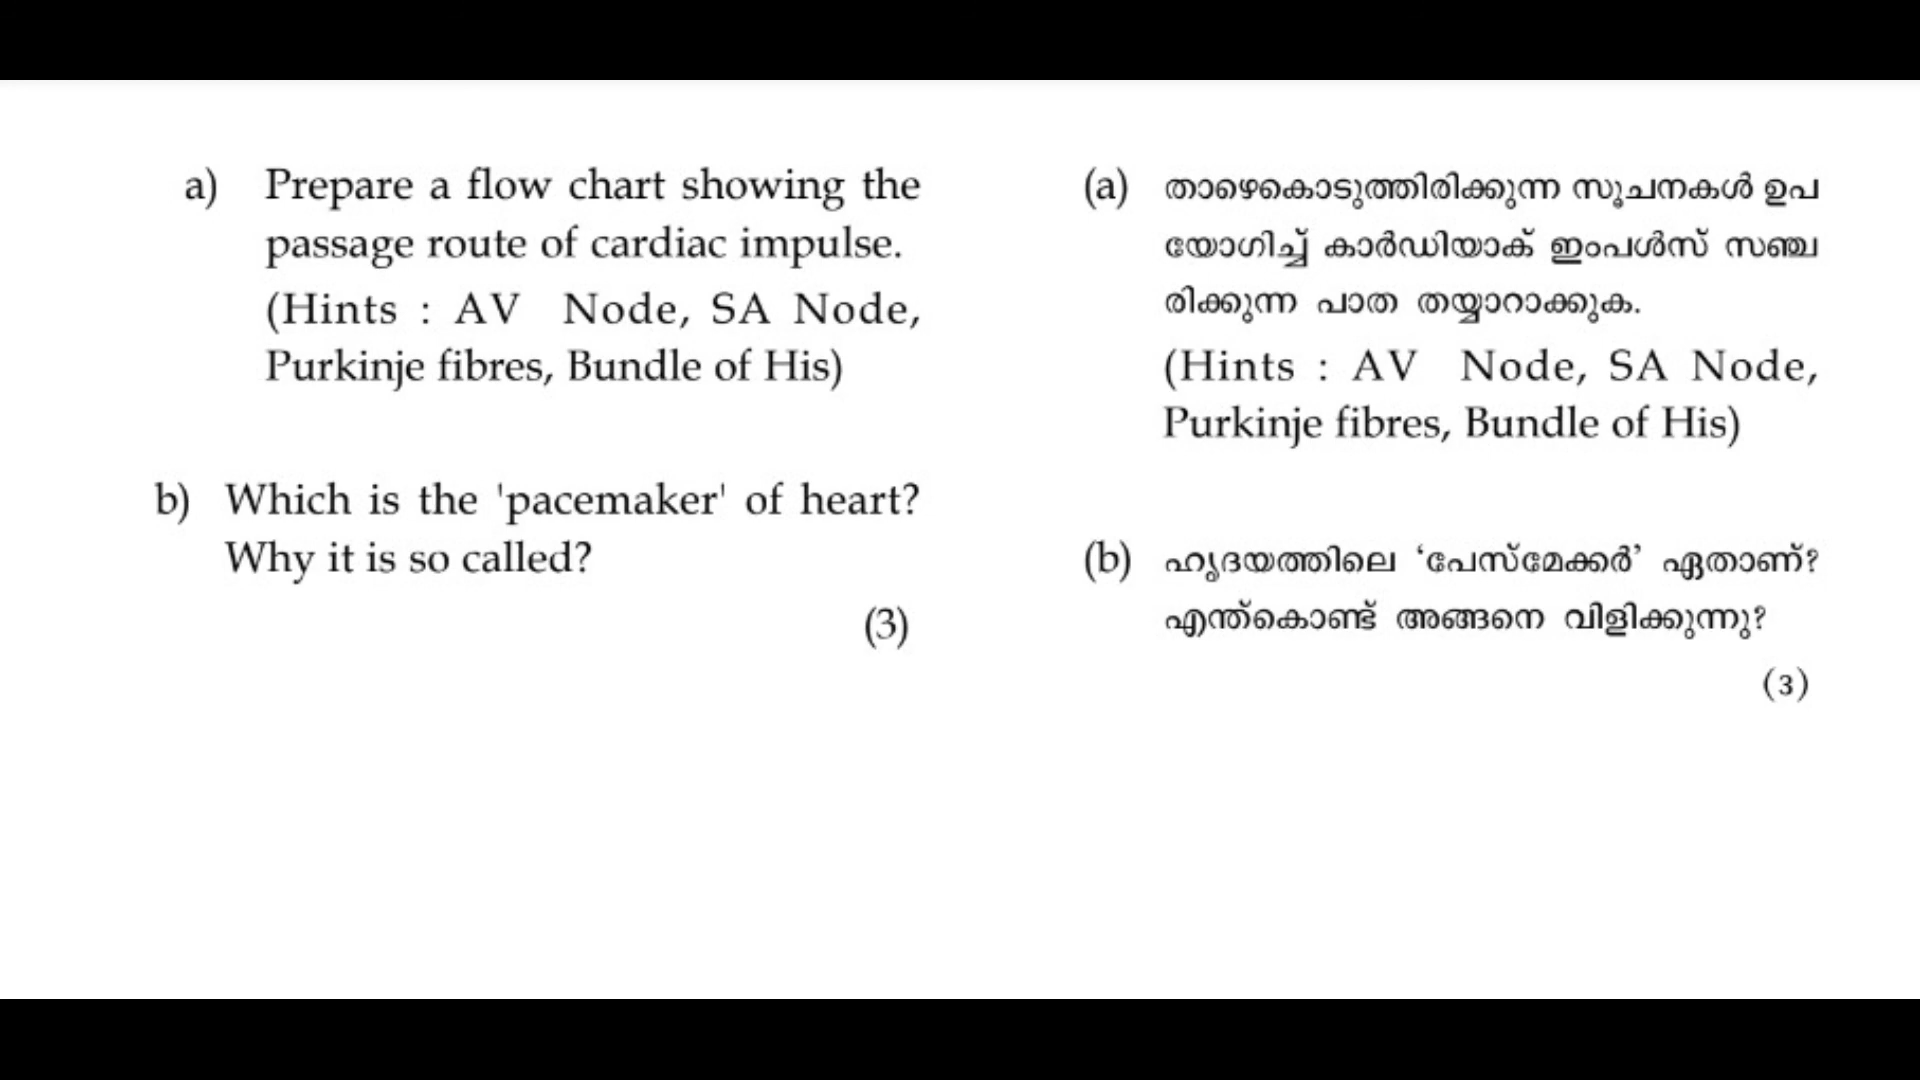 a) Prepare a flow chart showing the
passage route of cardiac impulse.
(Hints : AV Node, SA Node,
Purkinje fibres, Bundle of His)
b) Which is the 'pacemaker' of heart?
Why it is so called?
(3)
(a) താഴെകൊടുത്തിരിക്കുന്ന സൂചനകൾ ഉപ
യോഗിച്ച് കാർഡിയാക് ഇംപൾസ് സഞ്ച
രിക്കുന്ന പാത തയ്യാറാക്കുക.
(Hints : AV Node, SA Node,
Purkinje fibres, Bundle of His)
(b) ഹൃദയത്തിലെ ‘പേസ്മേക്കർ’ ഏതാണ്?
എന്ത്കൊണ്ട് അങ്ങനെ വിളിക്കുന്നു?
(3)